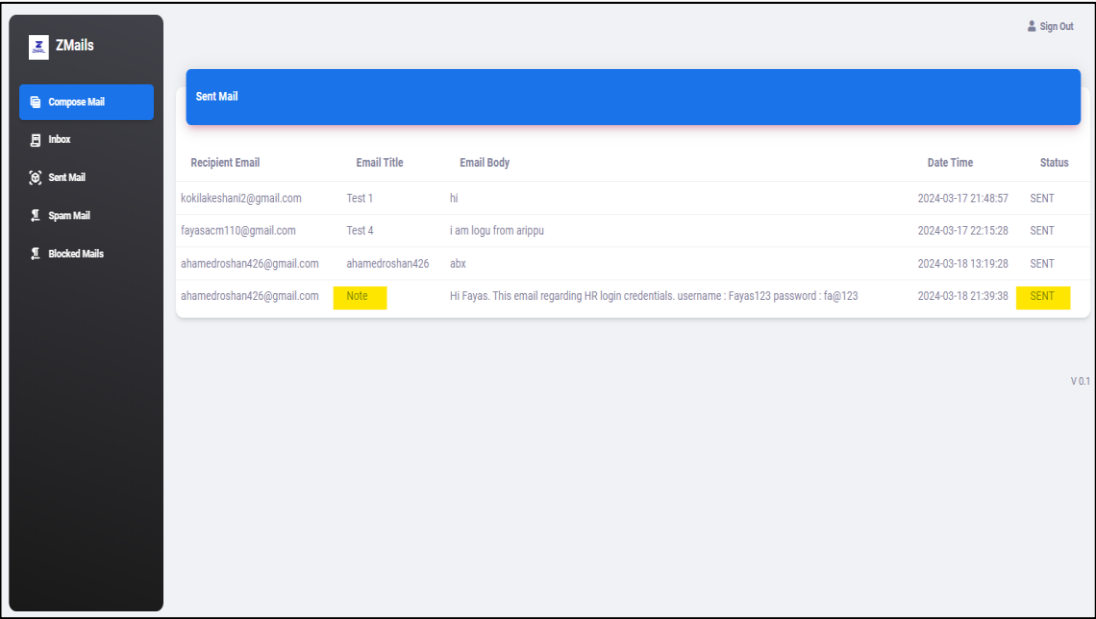 ZMails
Sign Out
Compose Mail
Inbox
Sent Mail
Spam Mail
Blocked Mails
Sent Mail
Recipient Email Email Title Email Body Date Time Status
kokilakeshani2@gmail.com Test 1 hi 2024-03-17 21:48:57 SENT
fayasacm110@gmail.com Test 4 i am logu from arippu 2024-03-17 22:15:28 SENT
ahamedroshan426@gmail.com ahamedroshan426 abx 2024-03-18 13:19:28 SENT
ahamedroshan426@gmail.com Note Hi Fayas. This email regarding HR login credentials. username : Fayas123 password : fa@123 2024-03-18 21:39:38 SENT
V 0.1